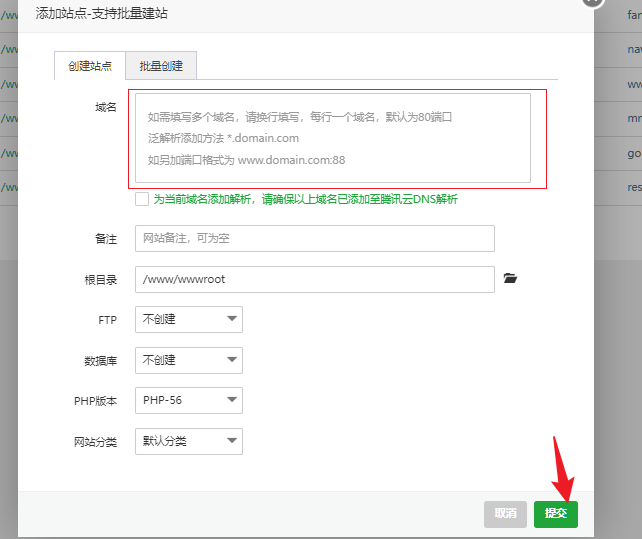 添加站点-支持批量建站
创建站点 批量创建
域名
如需填写多个域名，请换行填写，每行一个域名，默认为80端口
泛解析添加方法 *.domain.com
如另加端口格式为 www.domain.com:88
为当前域名添加解析，请确保以上域名已添加至腾讯云DNS解析
备注 网站备注，可为空
根目录 /www/wwwroot
FTP 不创建
数据库 不创建
PHP版本 PHP-56
网站分类 默认分类
取消 提交
/ww
/ww
/ww
/ww
/ww
/ww
fan
nav
ww
go
res